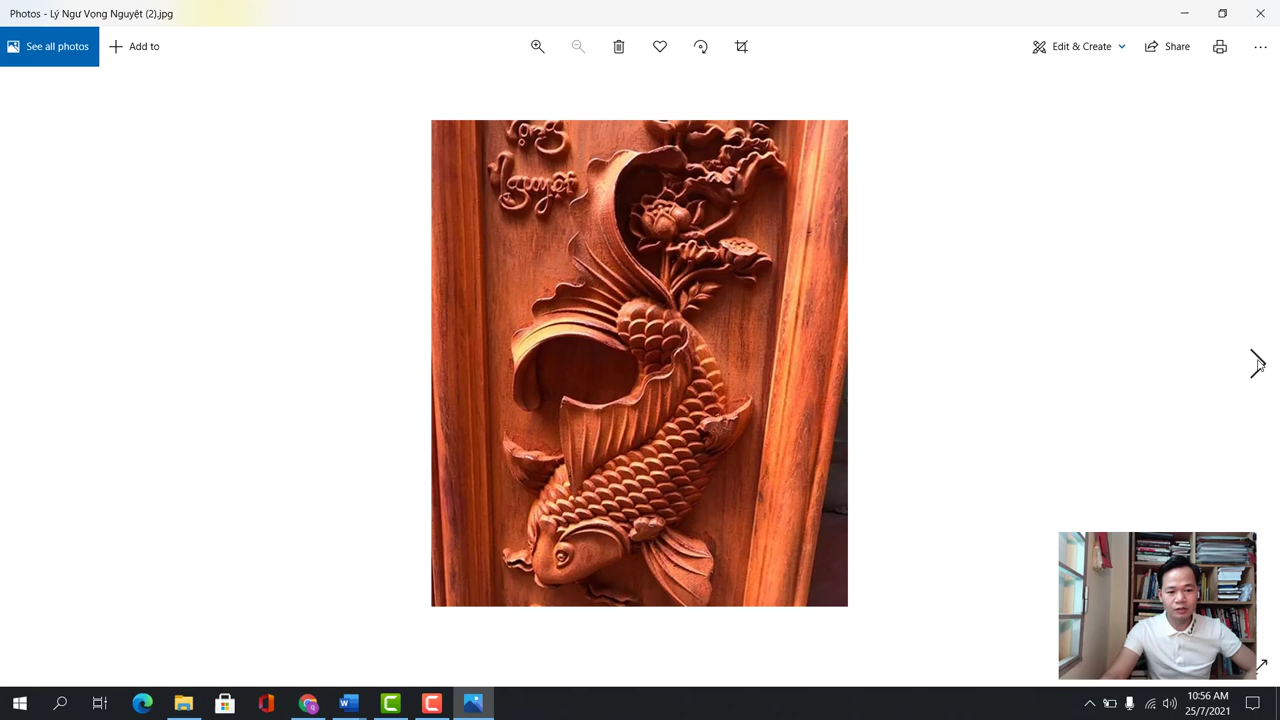 Photos - Lý Ngư Vọng Nguyệt (2).jpg
See all photos
Add to
Edit & Create
Share
ọng
Nguyệt
10:56 AM
25/7/2021